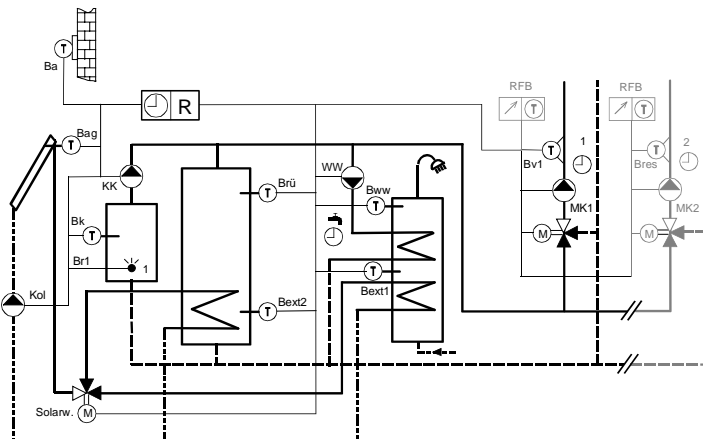 T
Ba
R
RFB
RFB
T
T
Bag
T
1
2
WW
T
T
Bv1
Bres
KK
T
Brü
Bww
T
Bk
T
MK1
MK2
M
M
Br1
1
T
Kol
Bext2
T
Bext1
Solarw.
M